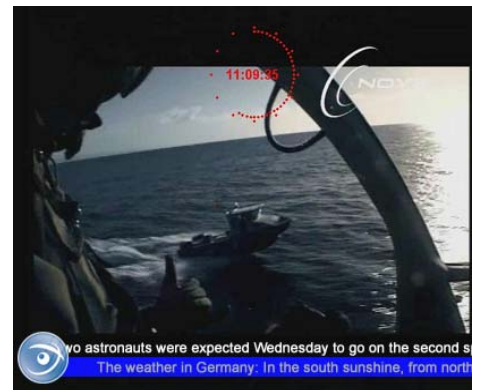 11:09:35
NOV
wo astronauts were expected Wednesday to go on the second s
The weather in Germany: In the south sunshine, from north